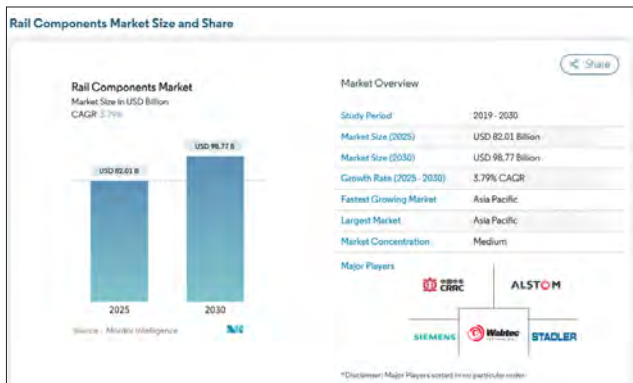 Rail Components Market Size and Share
Share
Rail Components Market
Market Size in USD Billion
CAGR 3.79%
USD 82.01 B
USD 98.77 B
2025
2030
Source : Mordor Intelligence
Market Overview
Study Period 2019 - 2030
Market Size (2025) USD 82.01 Billion
Market Size (2030) USD 98.77 Billion
Growth Rate (2025 - 2030) 3.79% CAGR
Fastest Growing Market Asia Pacific
Largest Market Asia Pacific
Market Concentration Medium
Major Players
中国中车
CRRC
ALSTOM
SIEMENS
Wabtec
STADLER
*Disclaimer: Major Players sorted in no particular order